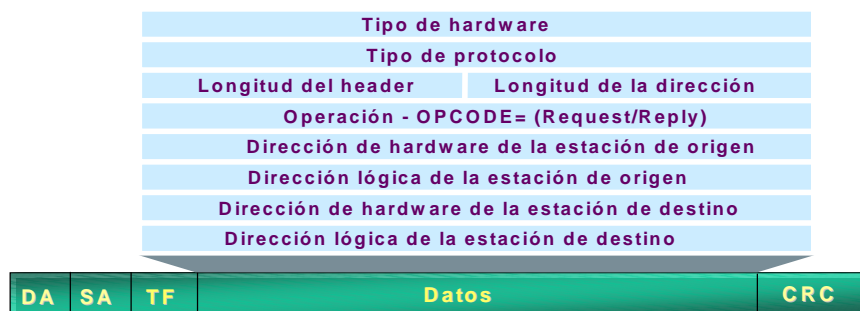 Tipo de hardware
Tipo de protocolo
Longitud del header Longitud de la dirección
Operación - OPCODE= (Request/Reply)
Dirección de hardware de la estación de origen
Dirección lógica de la estación de origen
Dirección de hardware de la estación de destino
Dirección lógica de la estación de destino
DA SA TF Datos CRC